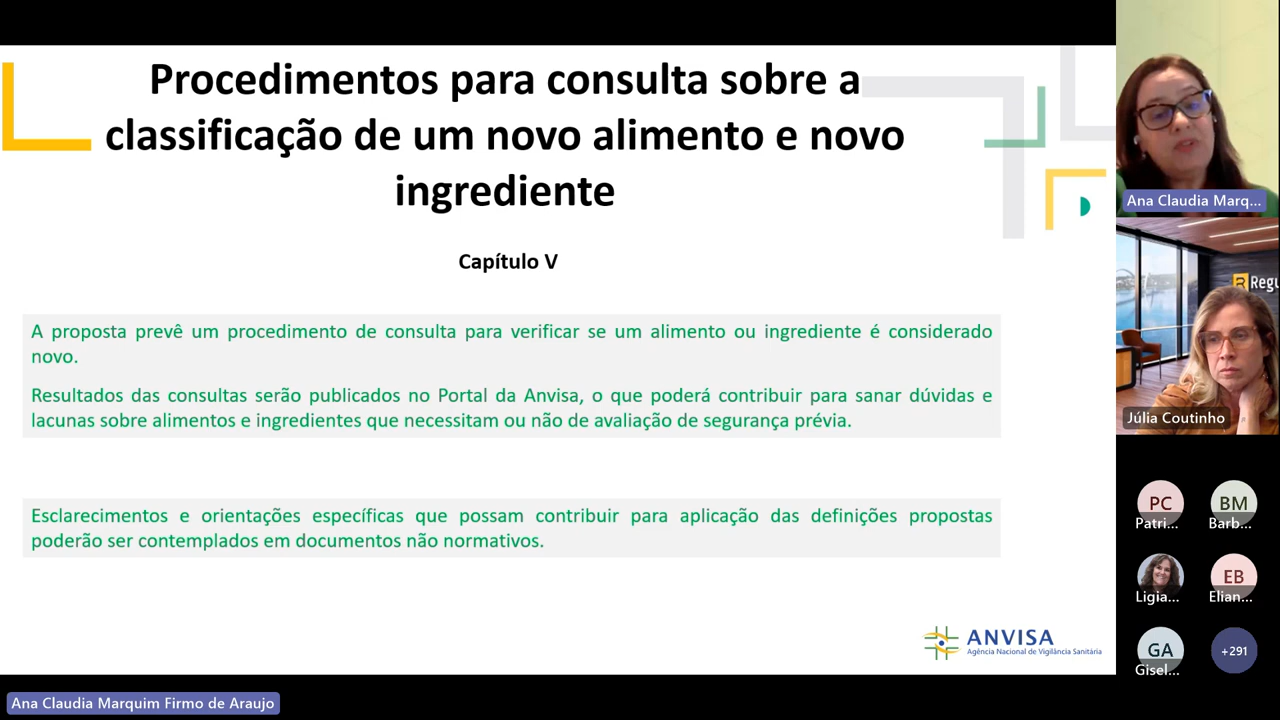 Procedimentos para consulta sobre a
classificação de um novo alimento e novo
ingrediente
Capítulo V
A proposta prevê um procedimento de consulta para verificar se um alimento ou ingrediente é considerado
novo.
Resultados das consultas serão publicados no Portal da Anvisa, o que poderá contribuir para sanar dúvidas e
lacunas sobre alimentos e ingredientes que necessitam ou não de avaliação de segurança prévia.
Esclarecimentos e orientações específicas que possam contribuir para aplicação das definições propostas
poderão ser contemplados em documentos não normativos.
ANVISA
Agência Nacional de Vigilância Sanitária
Ana Claudia Marq...
Regu
Júlia Coutinho
PC
Patri...
BM
Barb...
Ligia...
EB
Elian...
GA
Gisel...
+291
Ana Claudia Marquim Firmo de Araujo